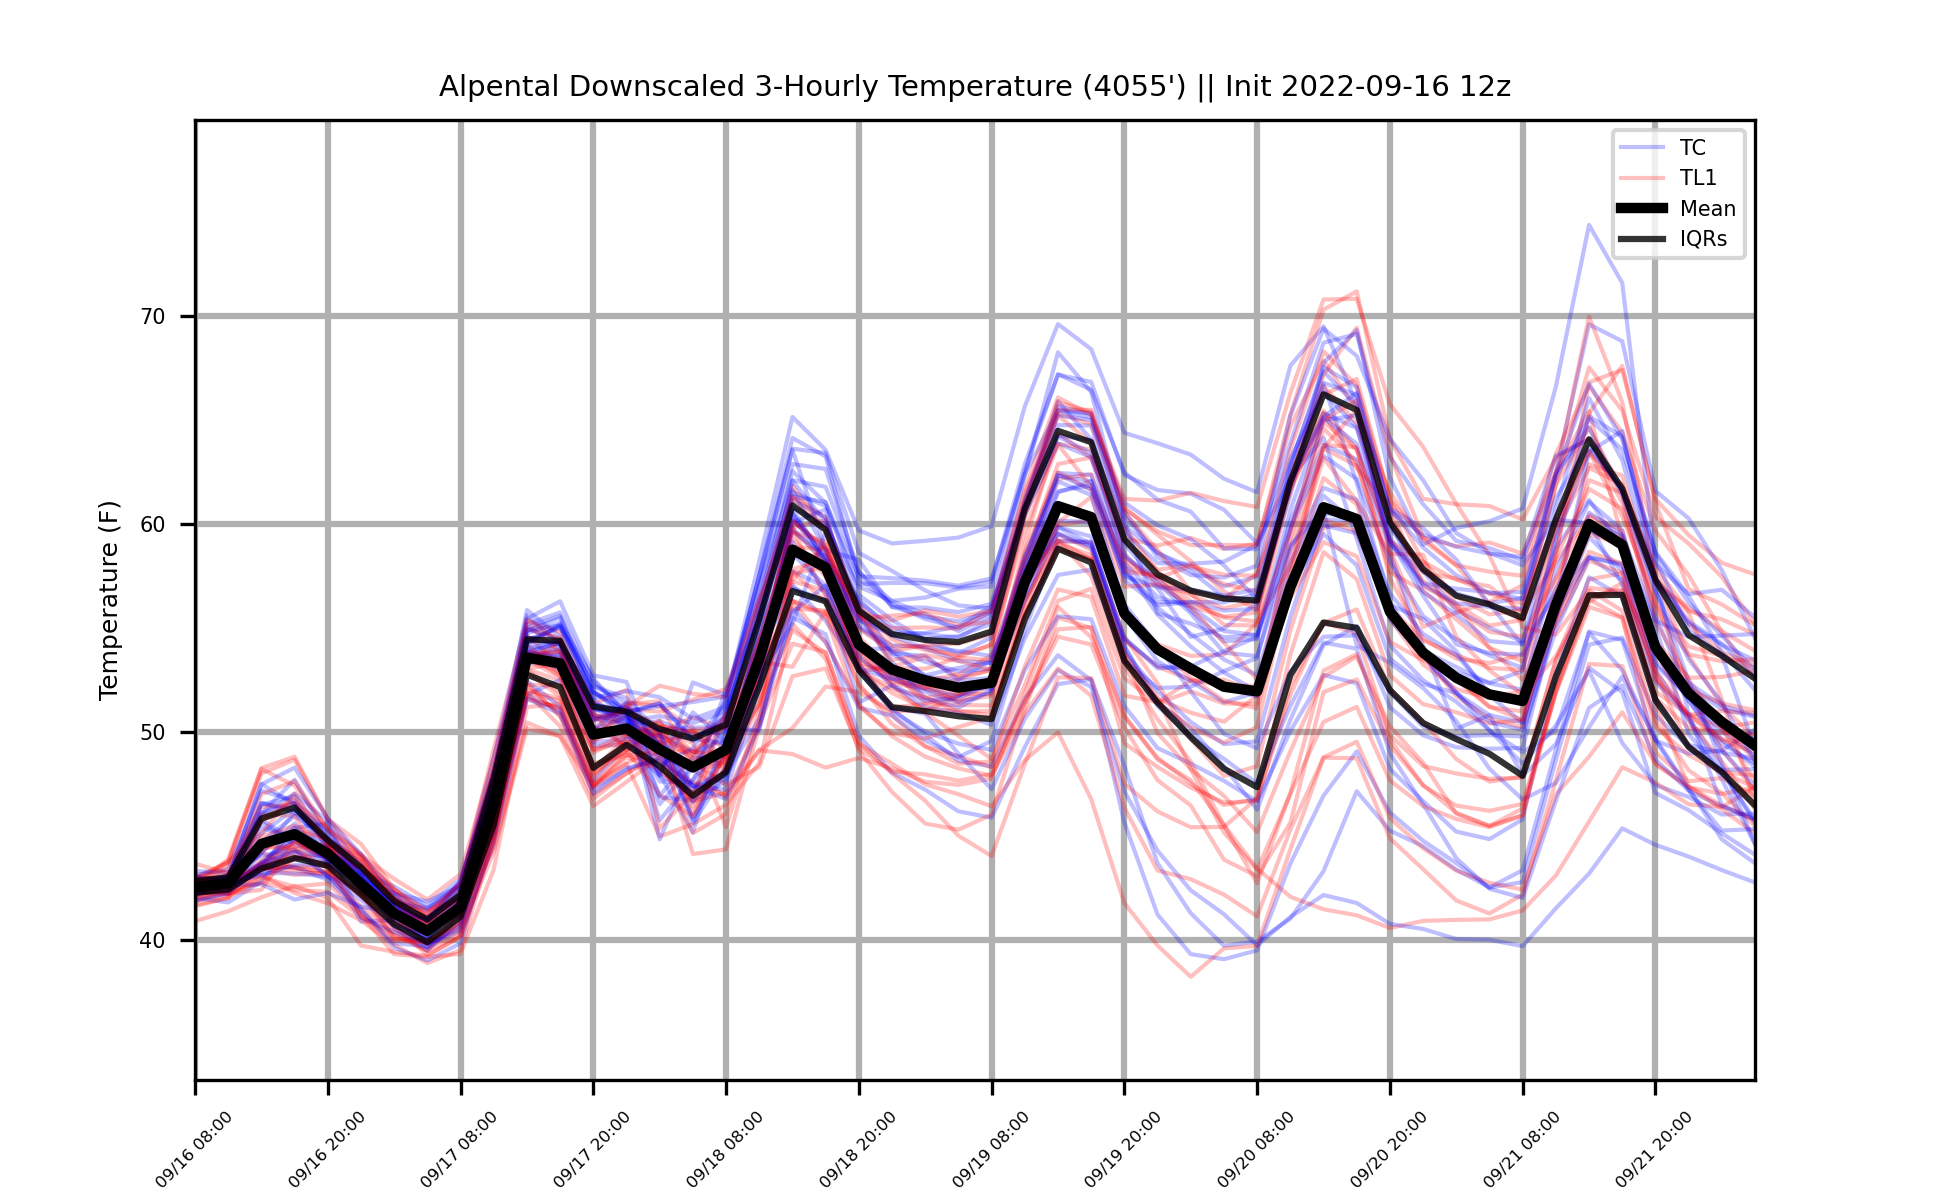 Alpental Downscaled 3-Hourly Temperature (4055') || Init 2022-09-16 12z
TC
TL1
Mean
IQRs
Temperature (F)
70
60
50
40
09/16 08:00
09/16 20:00
09/17 08:00
09/17 20:00
09/18 08:00
09/18 20:00
09/19 08:00
09/19 20:00
09/20 08:00
09/20 20:00
09/21 08:00
09/21 20:00